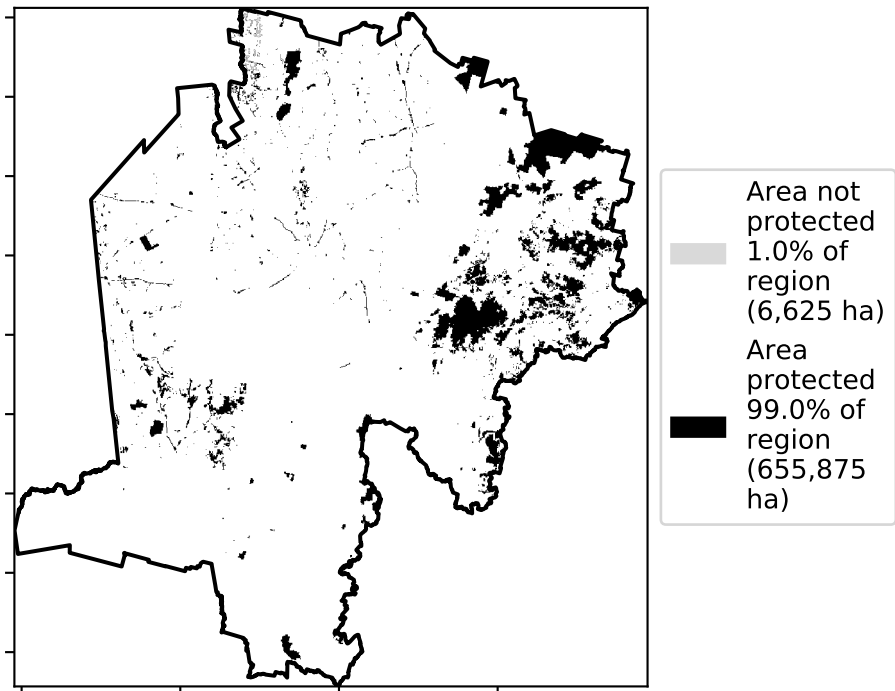 Area not
protected
1.0% of
region
(6,625 ha)
Area
protected
99.0% of
region
(655,875
ha)